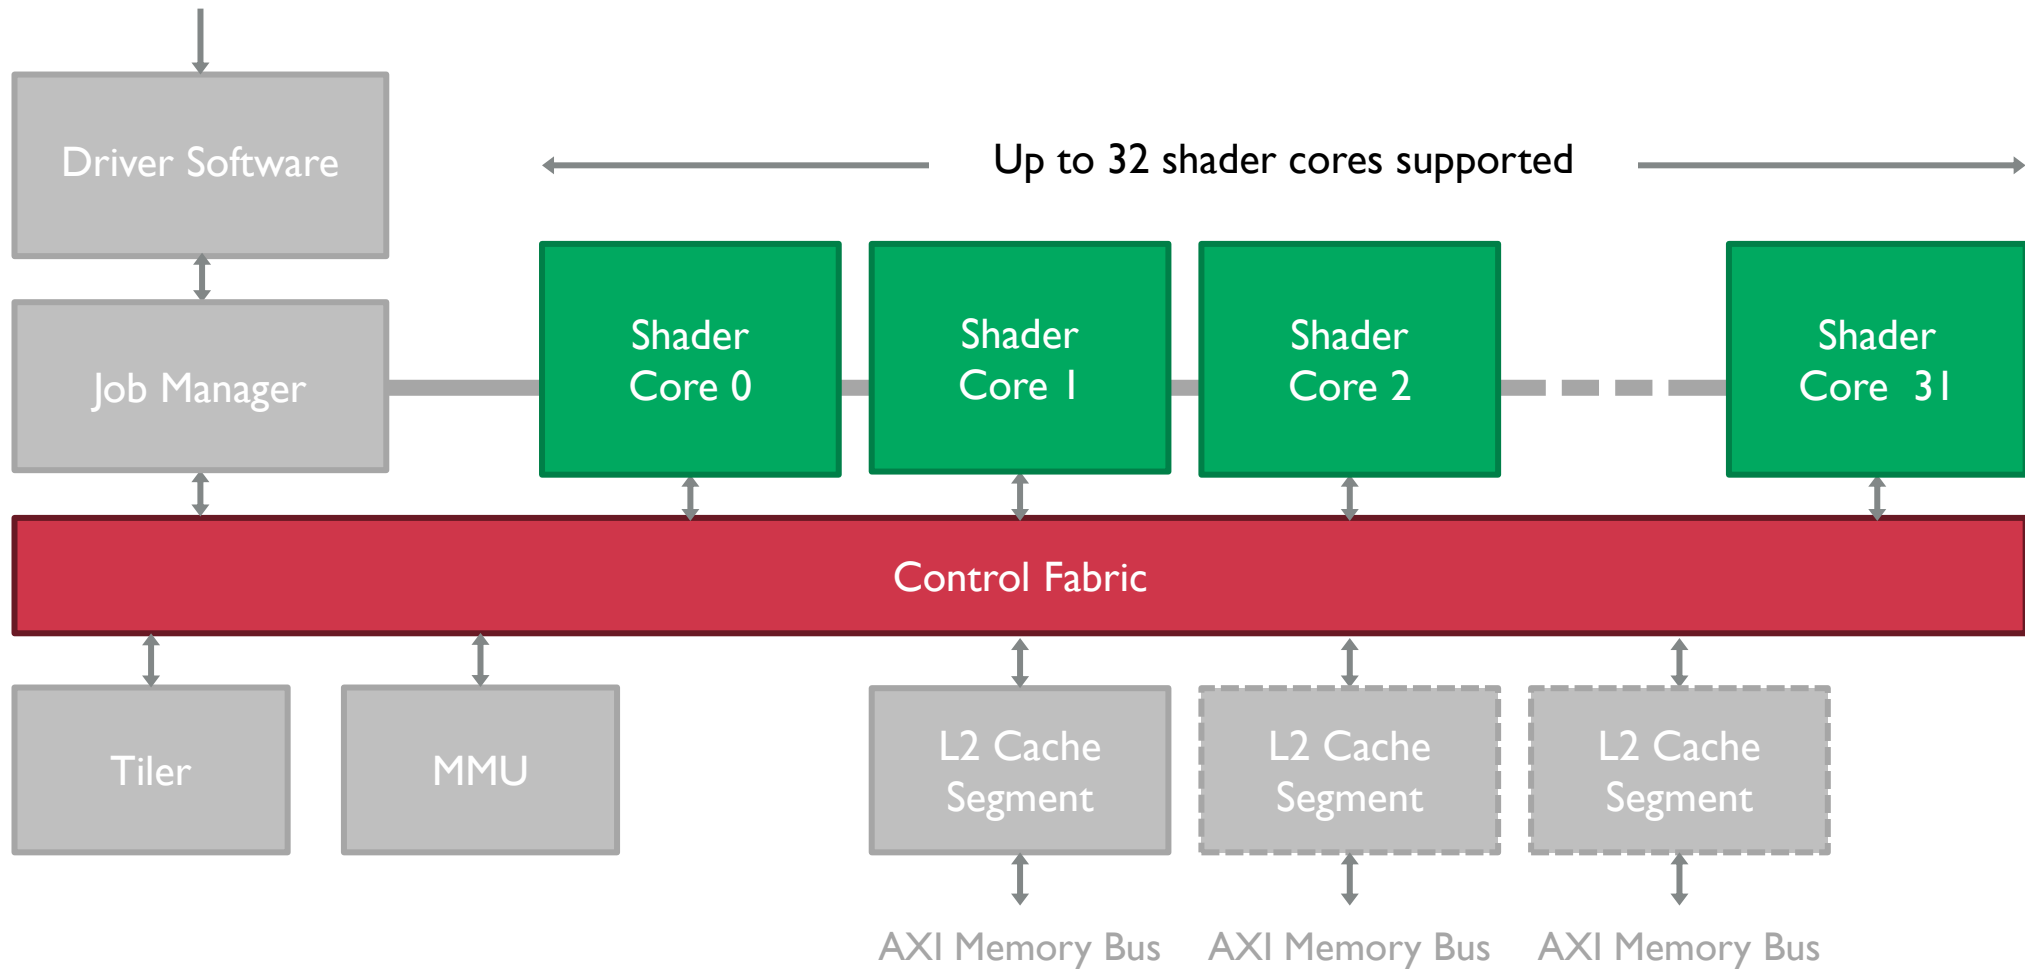 Driver Software
Up to 32 shader cores supported
Job Manager
Shader
Core 0
Shader
Core 1
Shader
Core 2
Shader
Core  31
Control Fabric
Tiler
MMU
L2 Cache
Segment
L2 Cache
Segment
L2 Cache
Segment
AXI Memory Bus
AXI Memory Bus
AXI Memory Bus